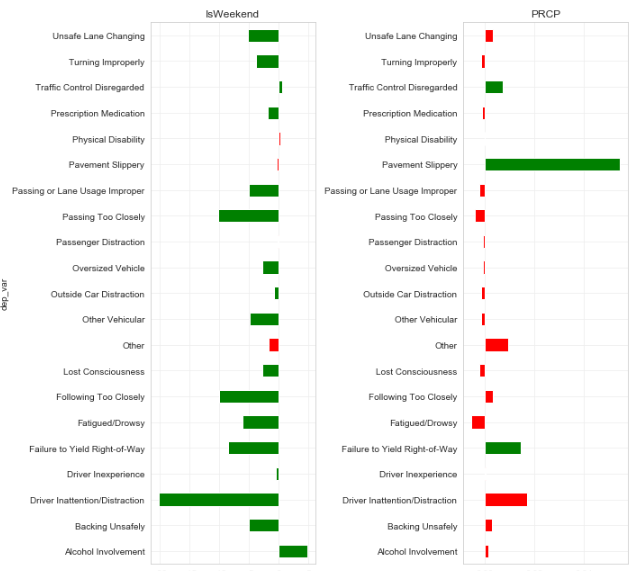 IsWeekend
PRCP
dep_var
Unsafe Lane Changing
Turning Improperly
Traffic Control Disregarded
Prescription Medication
Physical Disability
Pavement Slippery
Passing or Lane Usage Improper
Passing Too Closely
Passenger Distraction
Oversized Vehicle
Outside Car Distraction
Other Vehicular
Other
Lost Consciousness
Following Too Closely
Fatigued/Drowsy
Failure to Yield Right-of-Way
Driver Inexperience
Driver Inattention/Distraction
Backing Unsafely
Alcohol Involvement
Unsafe Lane Changing
Turning Improperly
Traffic Control Disregarded
Prescription Medication
Physical Disability
Pavement Slippery
Passing or Lane Usage Improper
Passing Too Closely
Passenger Distraction
Oversized Vehicle
Outside Car Distraction
Other Vehicular
Other
Lost Consciousness
Following Too Closely
Fatigued/Drowsy
Failure to Yield Right-of-Way
Driver Inexperience
Driver Inattention/Distraction
Backing Unsafely
Alcohol Involvement